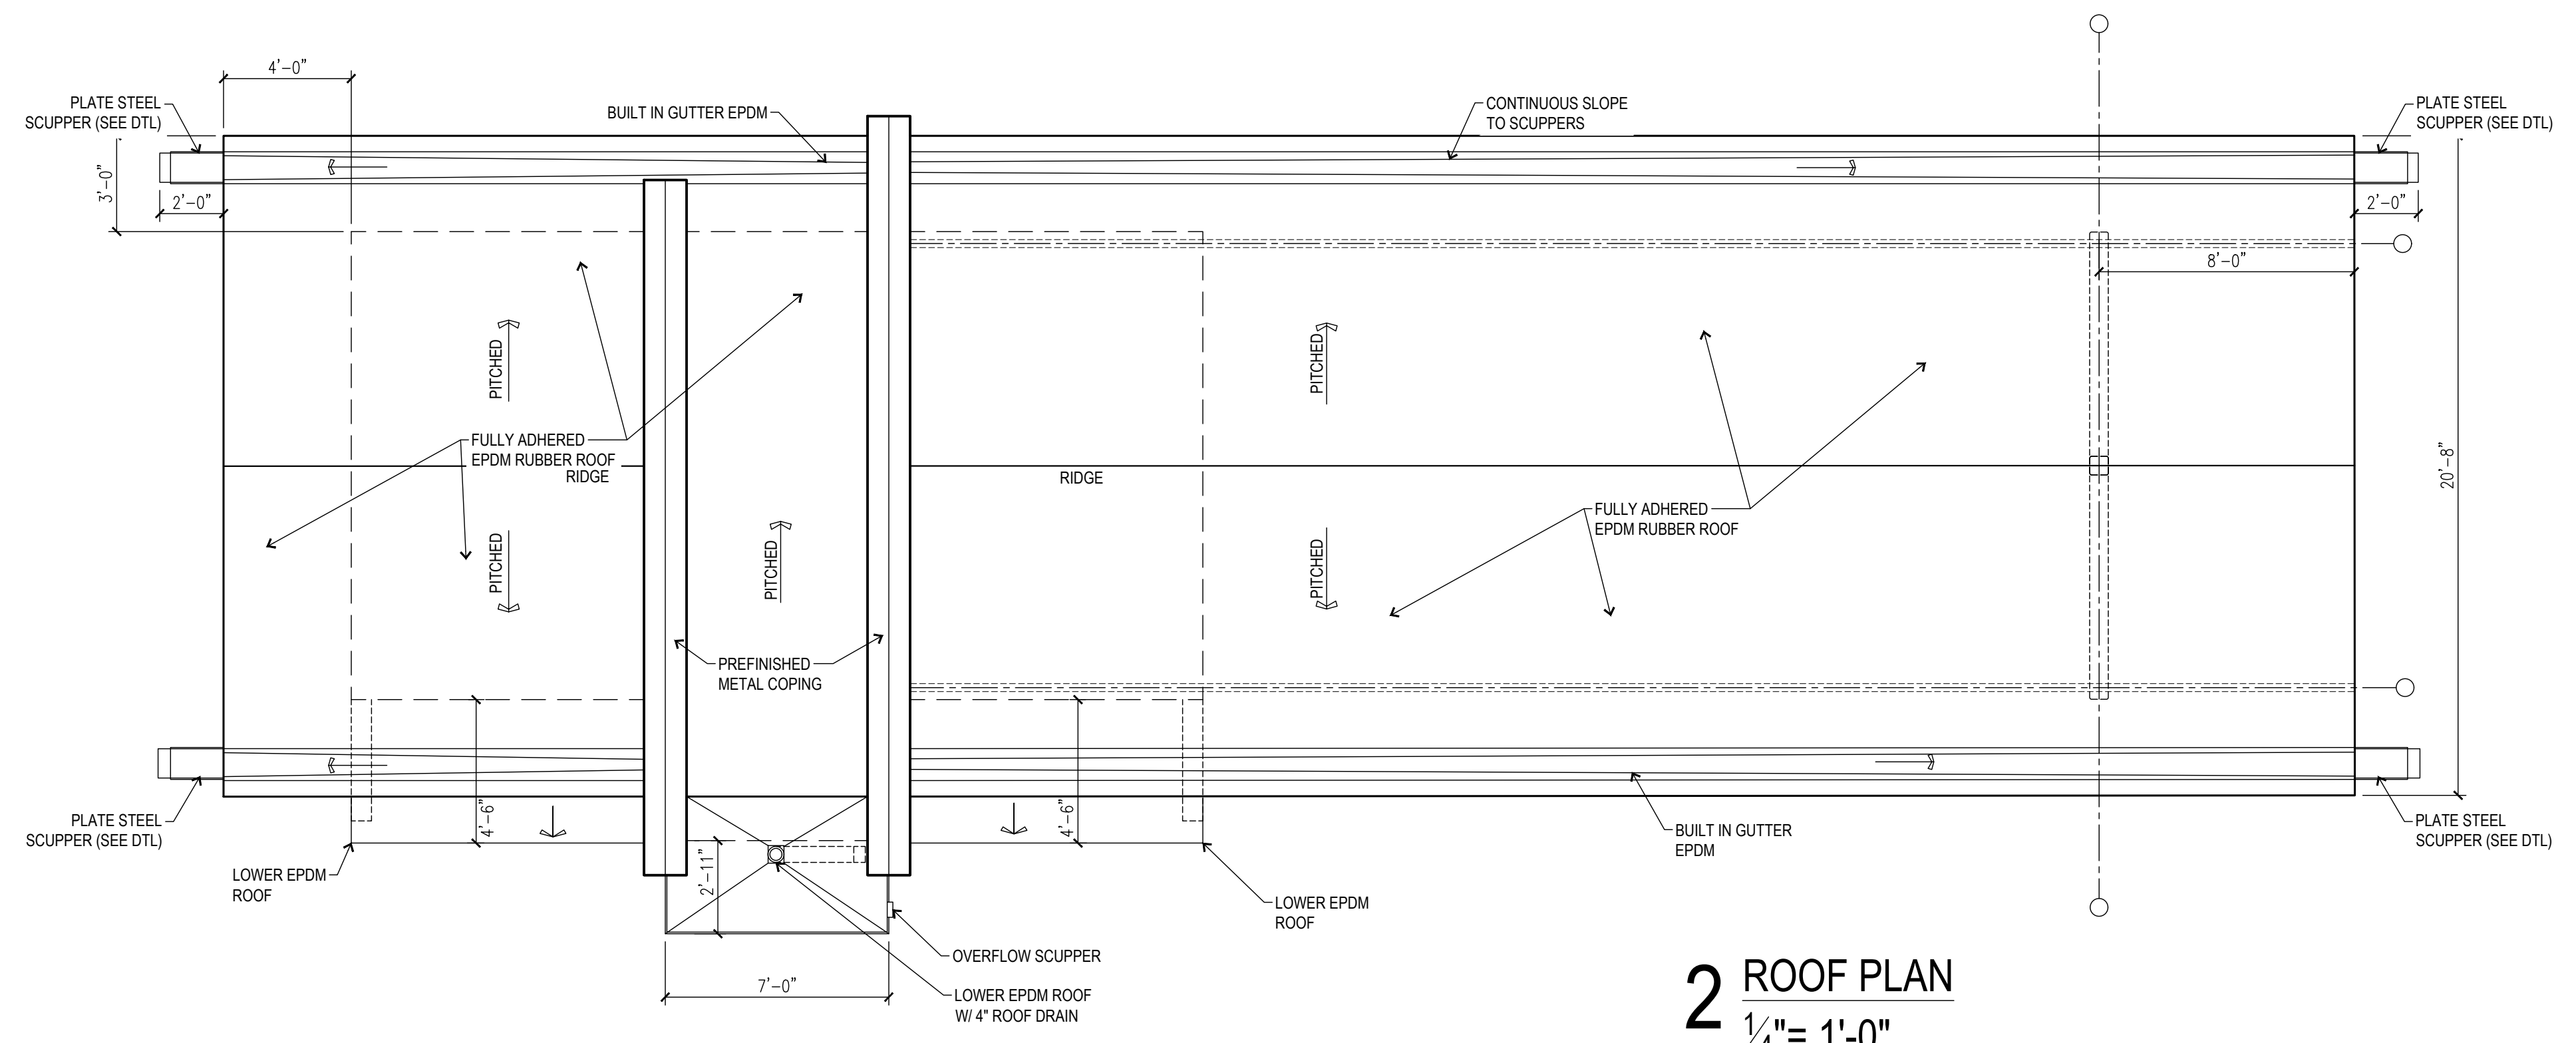 4'-0"
PLATE STEEL
SCUPPER (SEE DTL)
BUILT IN GUTTER EPDM
CONTINUOUS SLOPE
TO SCUPPERS
PLATE STEEL
SCUPPER (SEE DTL)
3'-0"
2'-0"
2'-0"
8'-0"
PITCHED
PITCHED
FULLY ADHERED
EPDM RUBBER ROOF
RIDGE
RIDGE
20'-8"
FULLY ADHERED
EPDM RUBBER ROOF
PITCHED
PITCHED
PITCHED
PREFINISHED
METAL COPING
4'-6"
4'-6"
PLATE STEEL
SCUPPER (SEE DTL)
BUILT IN GUTTER
EPDM
PLATE STEEL
SCUPPER (SEE DTL)
2'-11"
LOWER EPDM
ROOF
LOWER EPDM
ROOF
OVERFLOW SCUPPER
7'-0"
LOWER EPDM ROOF
W/ 4" ROOF DRAIN
2 ROOF PLAN
1/4"= 1'-0"